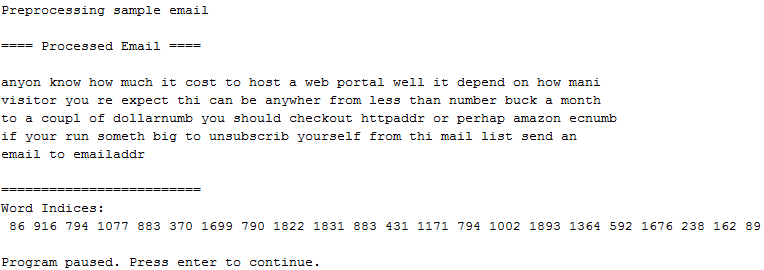 Preprocessing sample email
==== Processed Email ====
anyon know how much it cost to host a web portal well it depend on how mani
visitor you re expect thi can be anywher from less than number buck a month
to a coupl of dollarnumb you should checkout httpaddr or perhap amazon ecnumb
if your run someth big to unsubscrib yourself from thi mail list send an
email to emailaddr
=========================
Word Indices:
86 916 794 1077 883 370 1699 790 1822 1831 883 431 1171 794 1002 1893 1364 592 1676 238 162 89
Program paused. Press enter to continue.